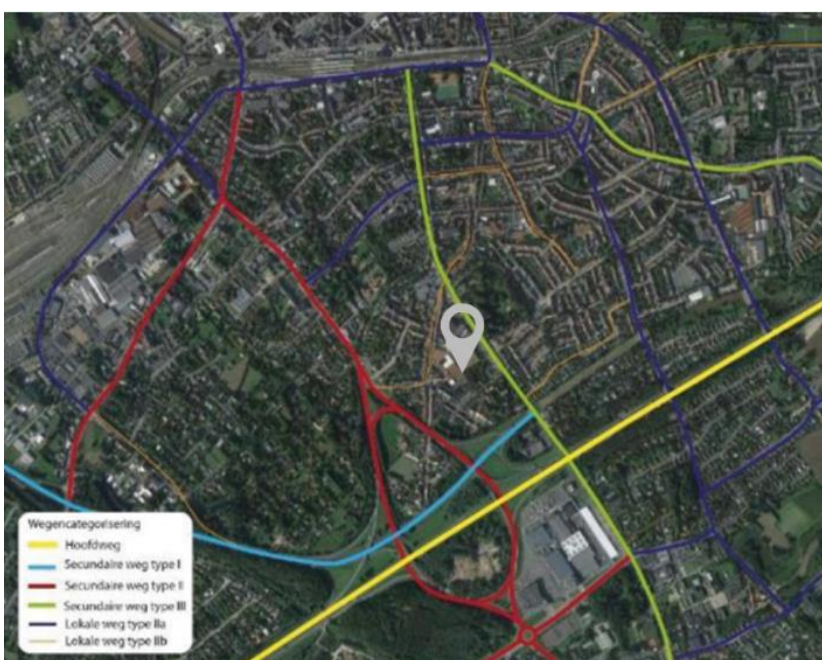 Wegencategorisering
Hoofdweg
Secundaire weg type I
Secundaire weg type II
Secundaire weg type III
Lokale weg type IIa
Lokale weg type IIb